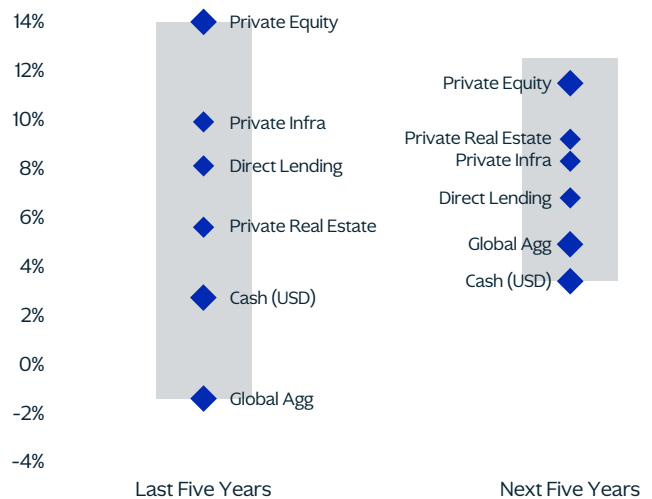 14%
12%
10%
8%
6%
4%
2%
0%
-2%
-4%
Private Equity
Private Infra
Direct Lending
Private Real Estate
Cash (USD)
Global Agg
Private Equity
Private Real Estate
Private Infra
Direct Lending
Global Agg
Cash (USD)
Last Five Years
Next Five Years